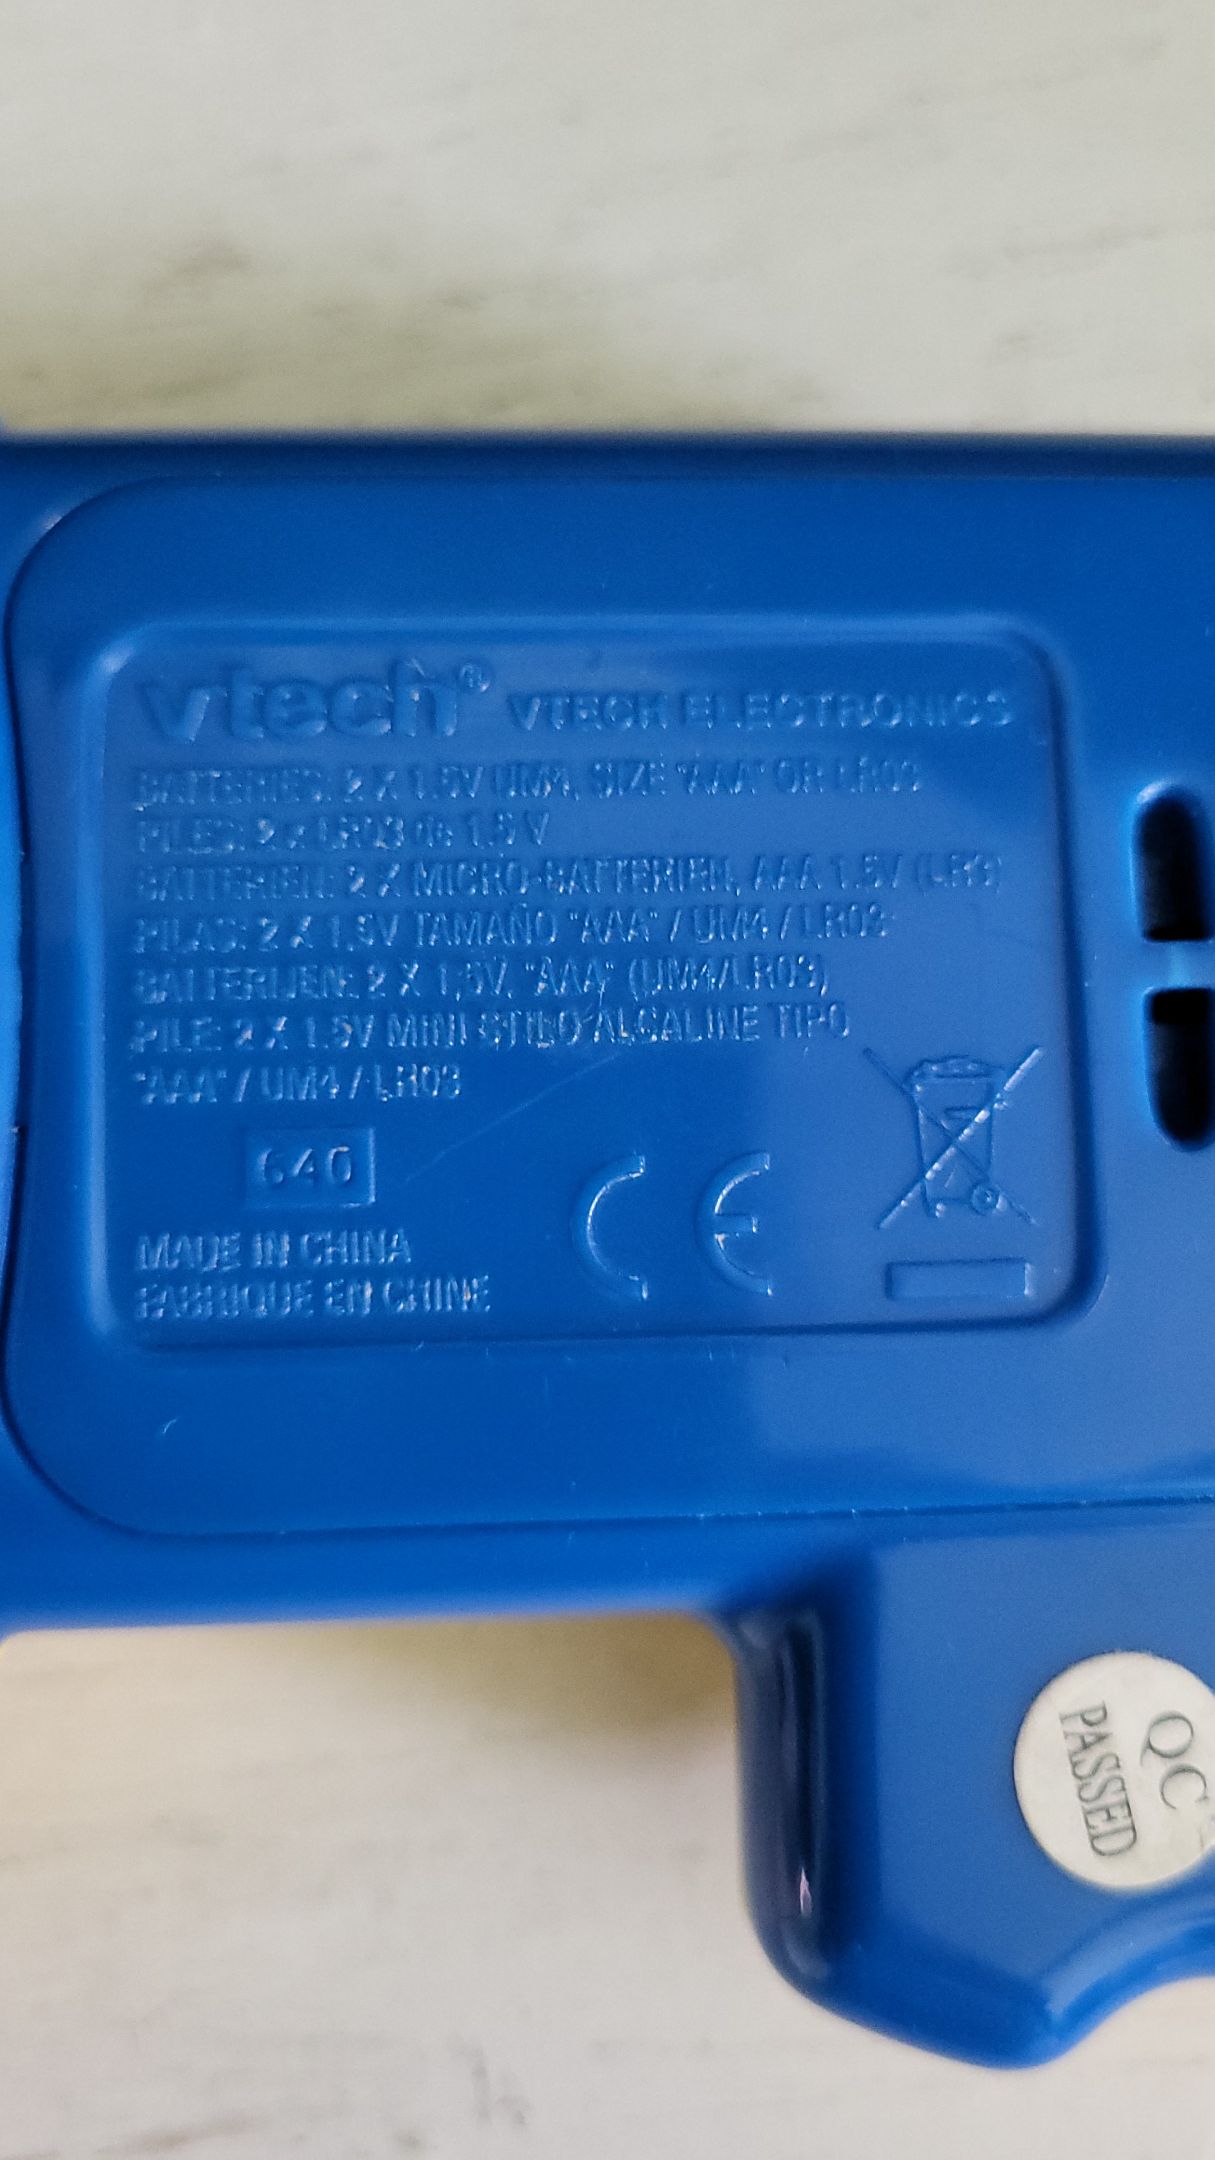 vtech® VTECH ELECTRONICS
BATTERIES: 2 X 1.5V UM4, SIZE "AAA" OR LR03
PILES: 2 x LR03 de 1.5 V
BATTERIEN: 2 X MICRO-BATTERIEN, AAA 1.5V (LR3)
PILAS: 2 X 1,5V TAMAÑO "AAA" / UM4 / LR03
BATTERIJEN: 2 X 1,5V, "AAA" (UM4/LR03)
PILE: 2 X 1.5V MINI STILO ALCALINE TIPO
"AAA" / UM4 / LR03
640
MADE IN CHINA
FABRIQUE EN CHINE
CE
QC
PASSED